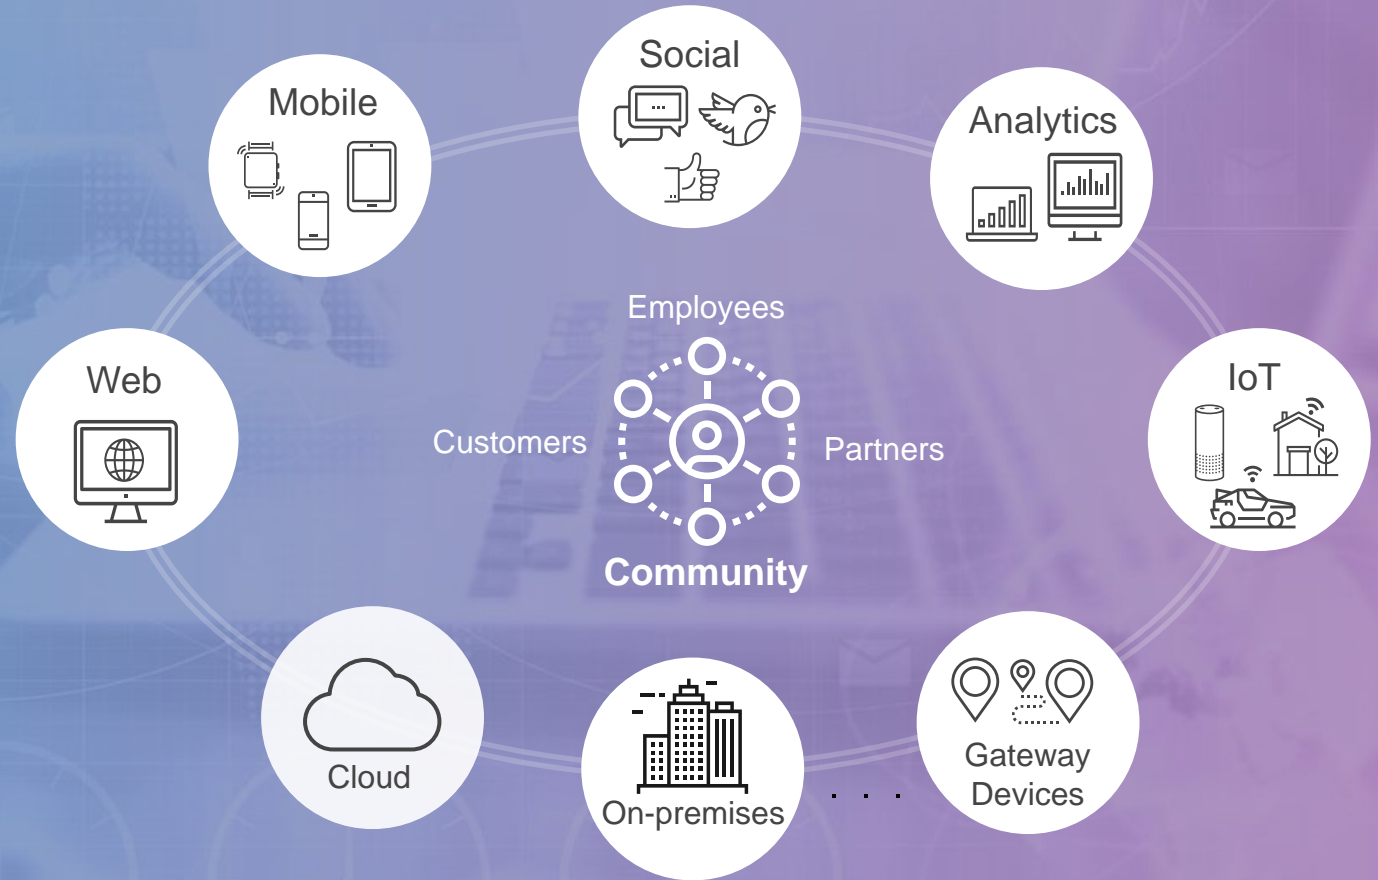 Social
Mobile
Analytics
Employees
Web
IoT
Customers
Partners
Community
Cloud
On-premises
. . .
Gateway
Devices